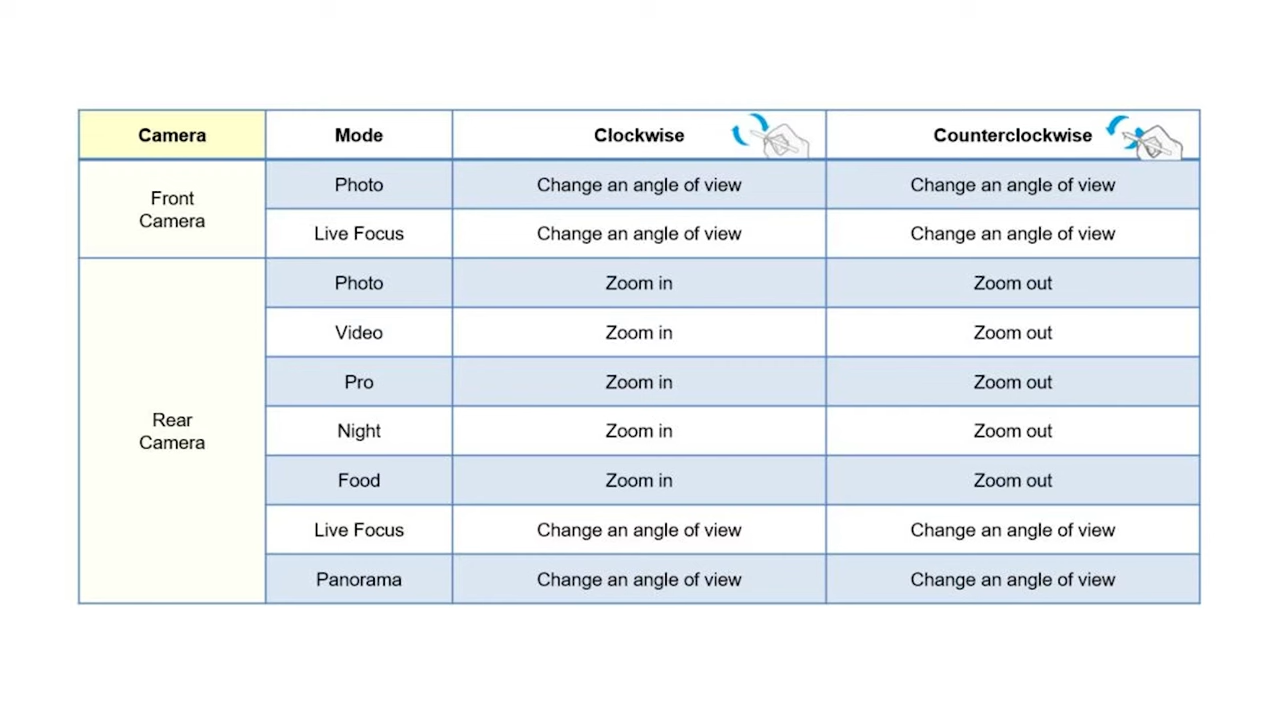 Camera Mode Clockwise Counterclockwise
Front
Camera
Photo Change an angle of view Change an angle of view
Live Focus Change an angle of view Change an angle of view
Rear
Camera
Photo Zoom in Zoom out
Video Zoom in Zoom out
Pro Zoom in Zoom out
Night Zoom in Zoom out
Food Zoom in Zoom out
Live Focus Change an angle of view Change an angle of view
Panorama Change an angle of view Change an angle of view